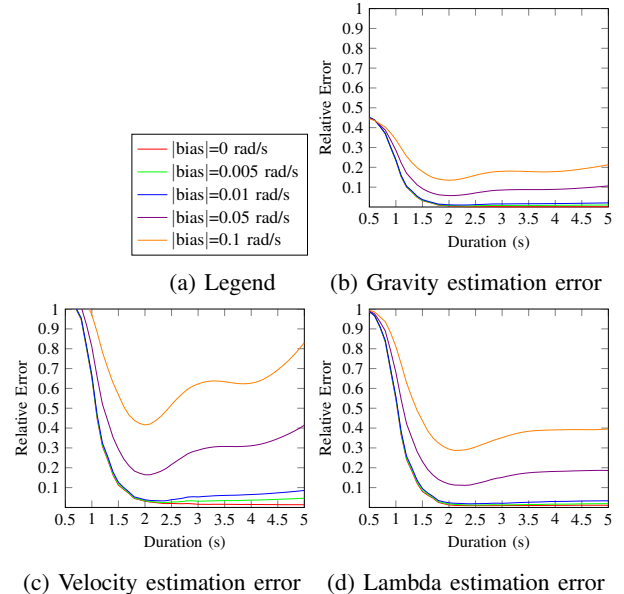 |bias|=0 rad/s
|bias|=0.005 rad/s
|bias|=0.01 rad/s
|bias|=0.05 rad/s
|bias|=0.1 rad/s
(a) Legend
1
0.9
0.8
0.7
0.6
0.5
0.4
0.3
0.2
0.1
Relative Error
0.5 1 1.5 2 2.5 3 3.5 4 4.5 5
Duration (s)
(b) Gravity estimation error
1
0.9
0.8
0.7
0.6
0.5
0.4
0.3
0.2
0.1
Relative Error
0.5 1 1.5 2 2.5 3 3.5 4 4.5 5
Duration (s)
(c) Velocity estimation error
1
0.9
0.8
0.7
0.6
0.5
0.4
0.3
0.2
0.1
Relative Error
0.5 1 1.5 2 2.5 3 3.5 4 4.5 5
Duration (s)
(d) Lambda estimation error